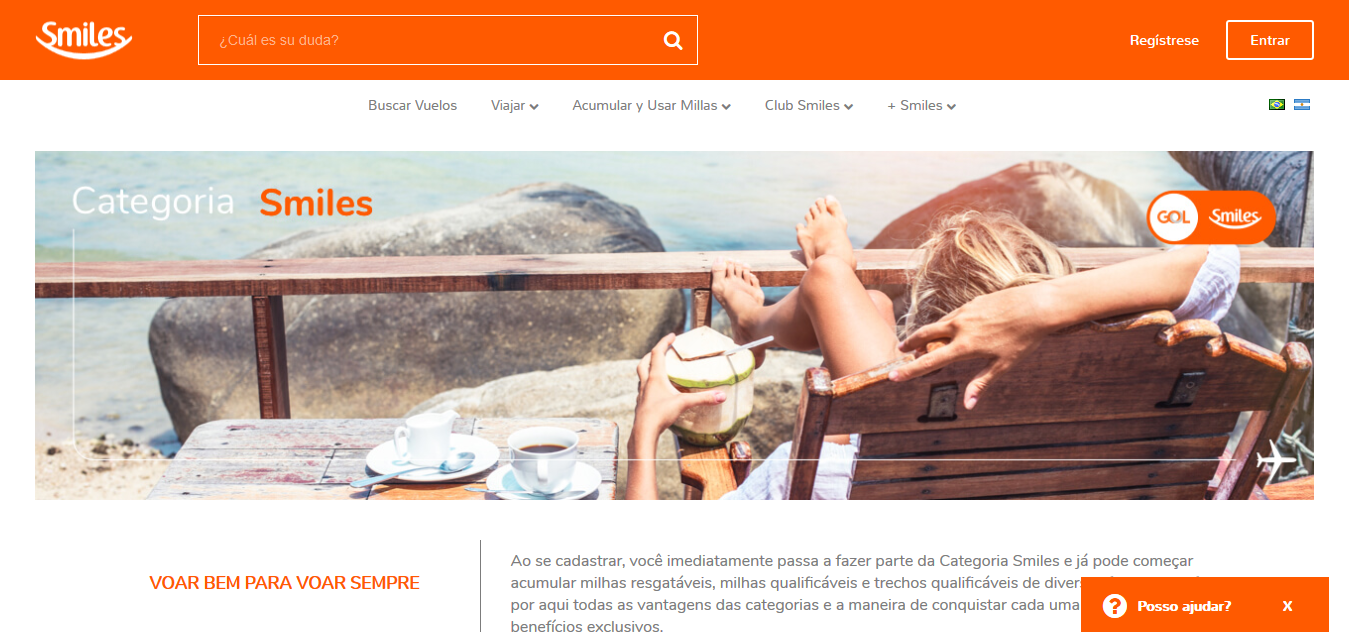 Smiles
¿Cuál es su duda?
Regístrese
Entrar
Buscar Vuelos
Viajar
Acumular y Usar Millas
Club Smiles
+ Smiles
Categoria Smiles
GOL Smiles
VOAR BEM PARA VOAR SEMPRE
Ao se cadastrar, você imediatamente passa a fazer parte da Categoria Smiles e já pode começar
acumular milhas resgatáveis, milhas qualificáveis e trechos qualificáveis de
por aqui todas as vantagens das categorias e a maneira de conquistar cada uma
benefícios exclusivos.
Posso ajudar?
X